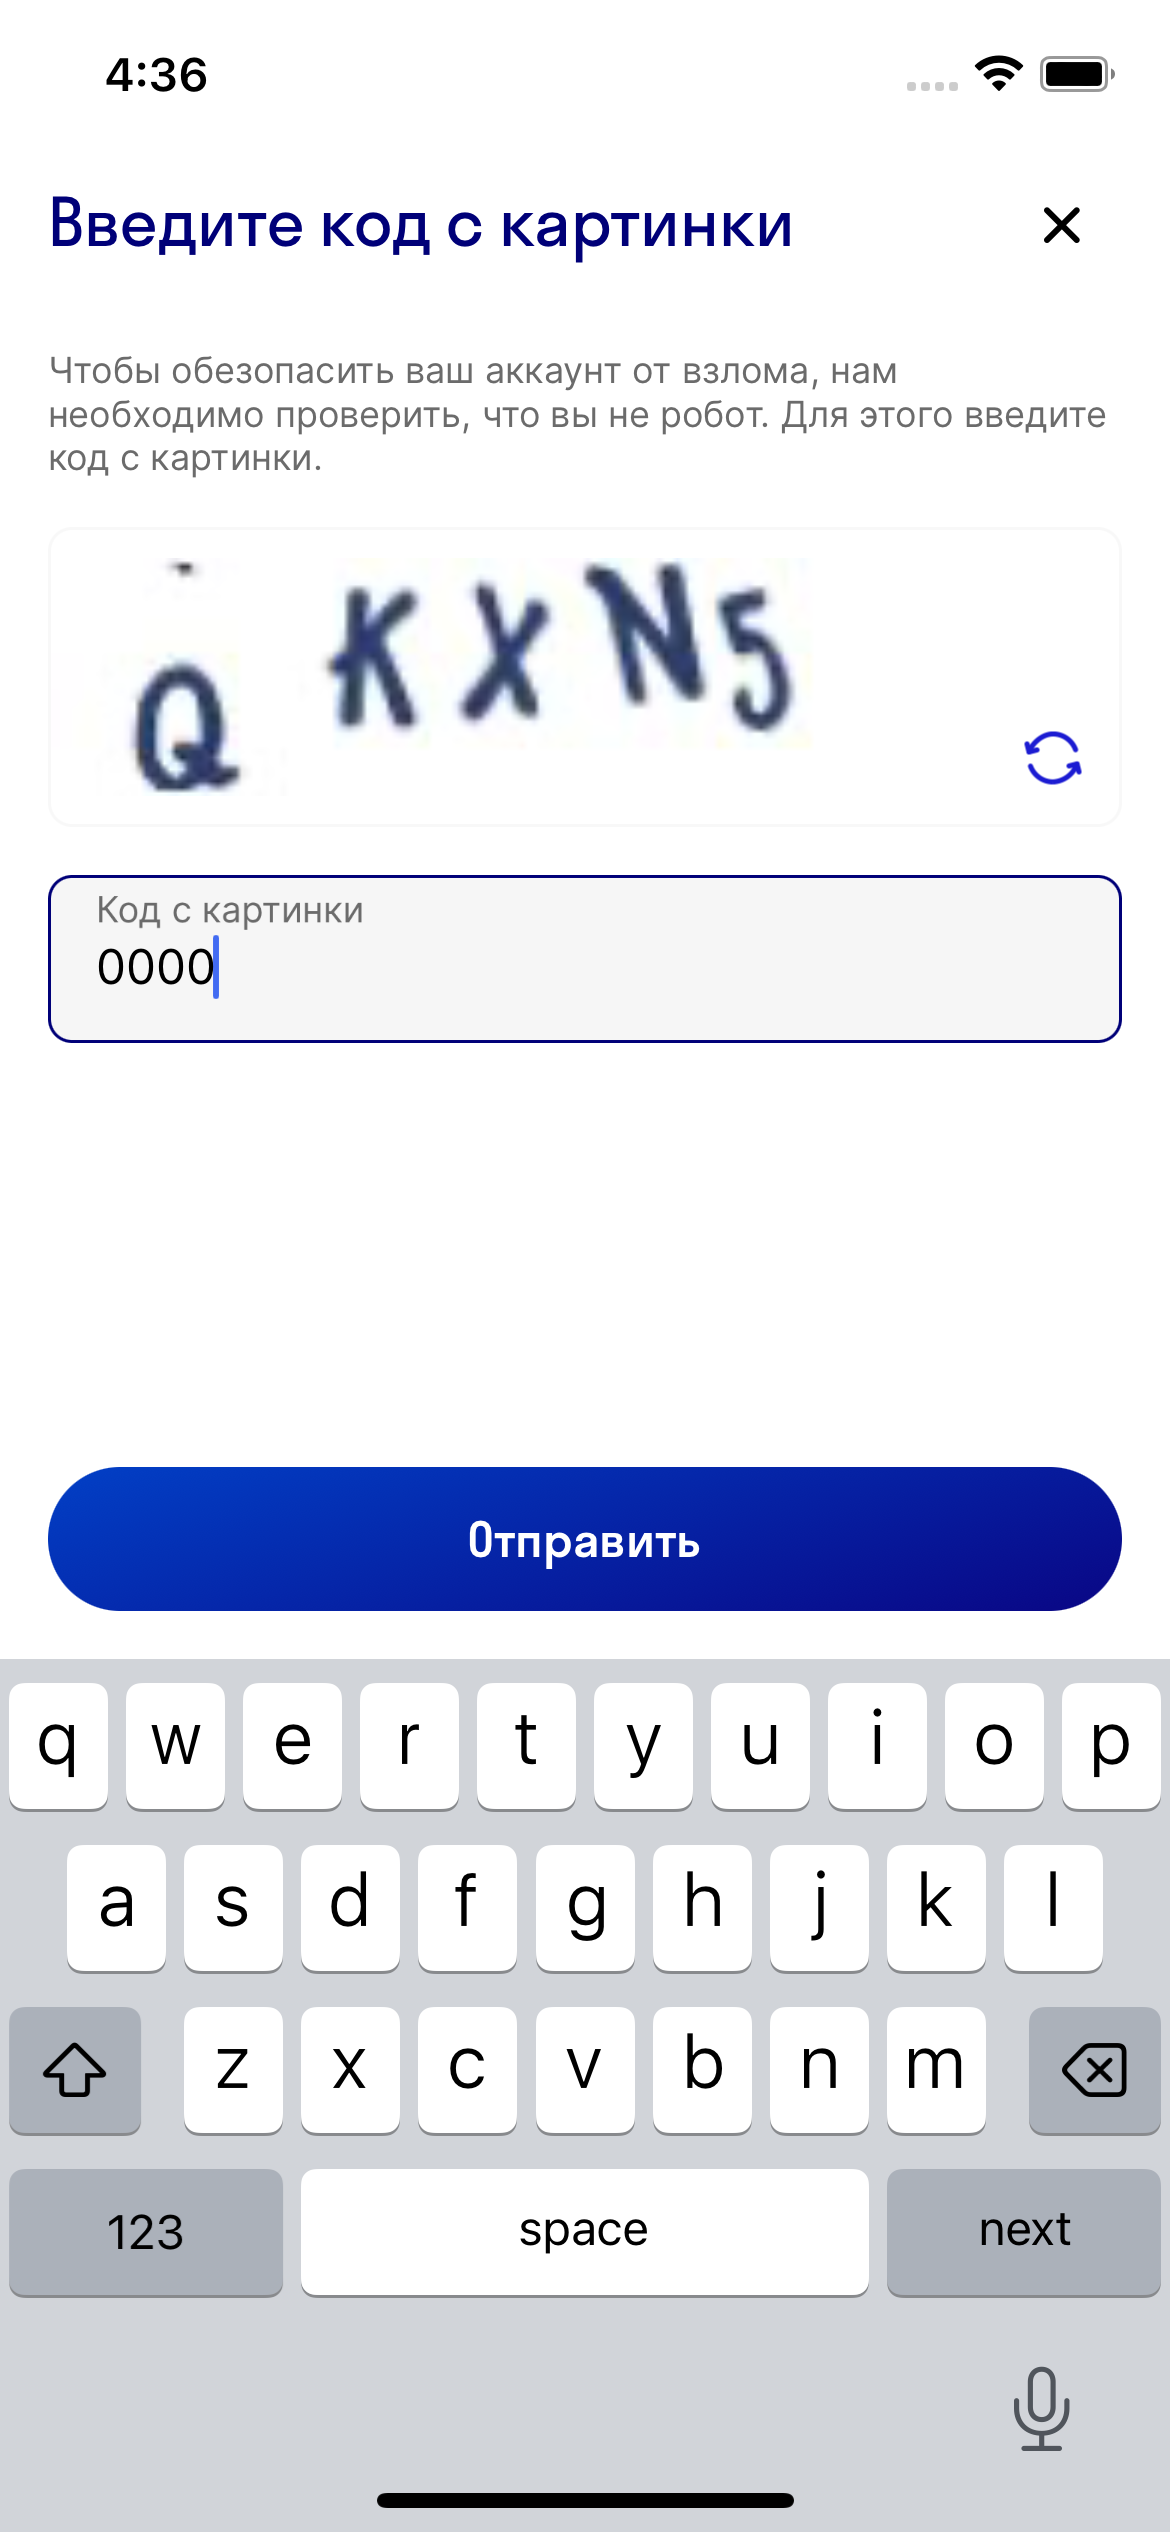 4:36
Введите код с картинки
Чтобы обезопасить ваш аккаунт от взлома, нам
необходимо проверить, что вы не робот. Для этого введите
код с картинки.
Q K X N 5
Код с картинки
0000
Отправить
q w e r t y u i o p
a s d f g h j k l
z x c v b n m
123 space next